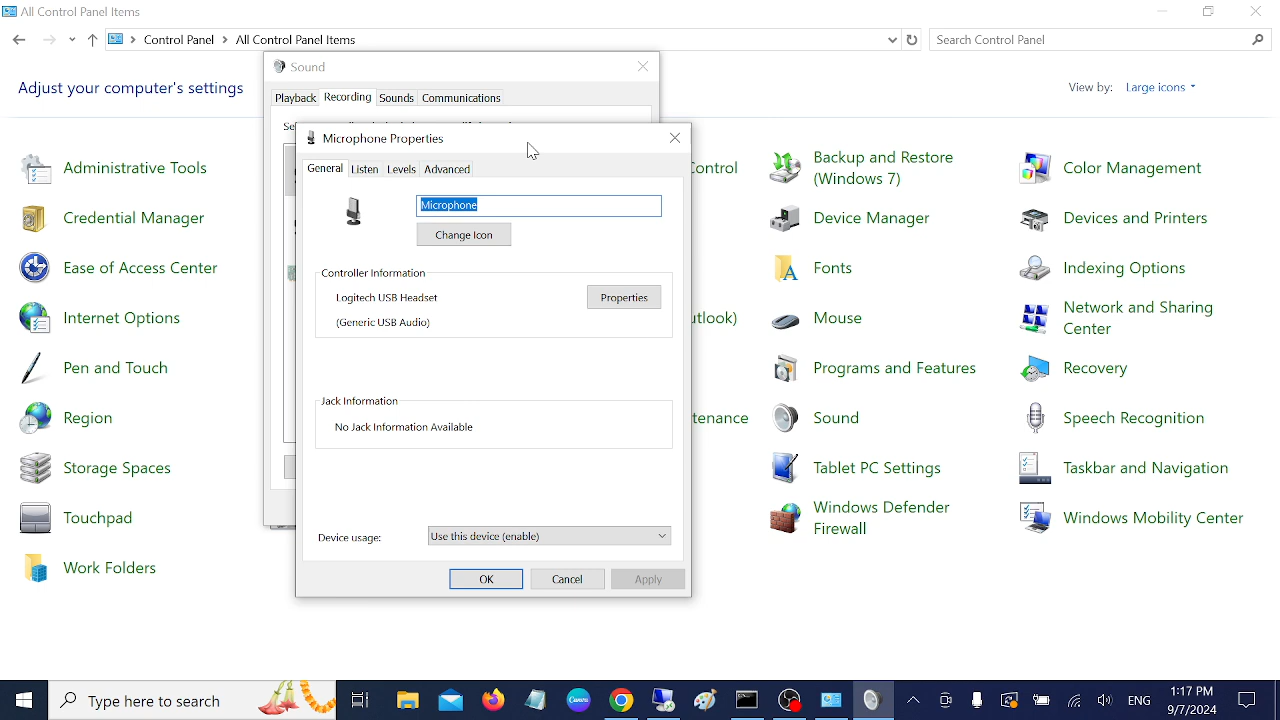 All Control Panel Items
Control Panel > All Control Panel Items
Search Control Panel
Adjust your computer's settings
View by: Large icons
Sound
Playback Recording Sounds Communications
Se
Microphone Properties
General Listen Levels Advanced
Microphone
Change Icon
Controller Information
Logitech USB Headset
Properties
(Generic USB Audio)
Jack Information
No Jack Information Available
Device usage:
Use this device (enable)
OK Cancel Apply
Administrative Tools
Control
Backup and Restore
(Windows 7)
Color Management
Credential Manager
Device Manager
Devices and Printers
Ease of Access Center
Fonts
Indexing Options
Internet Options
utlook)
Mouse
Network and Sharing
Center
Pen and Touch
Programs and Features
Recovery
Region
tenance
Sound
Speech Recognition
Storage Spaces
Tablet PC Settings
Taskbar and Navigation
Touchpad
Windows Defender
Firewall
Windows Mobility Center
Work Folders
Type here to search
Canva
ENG
7 PM
9/7/2024